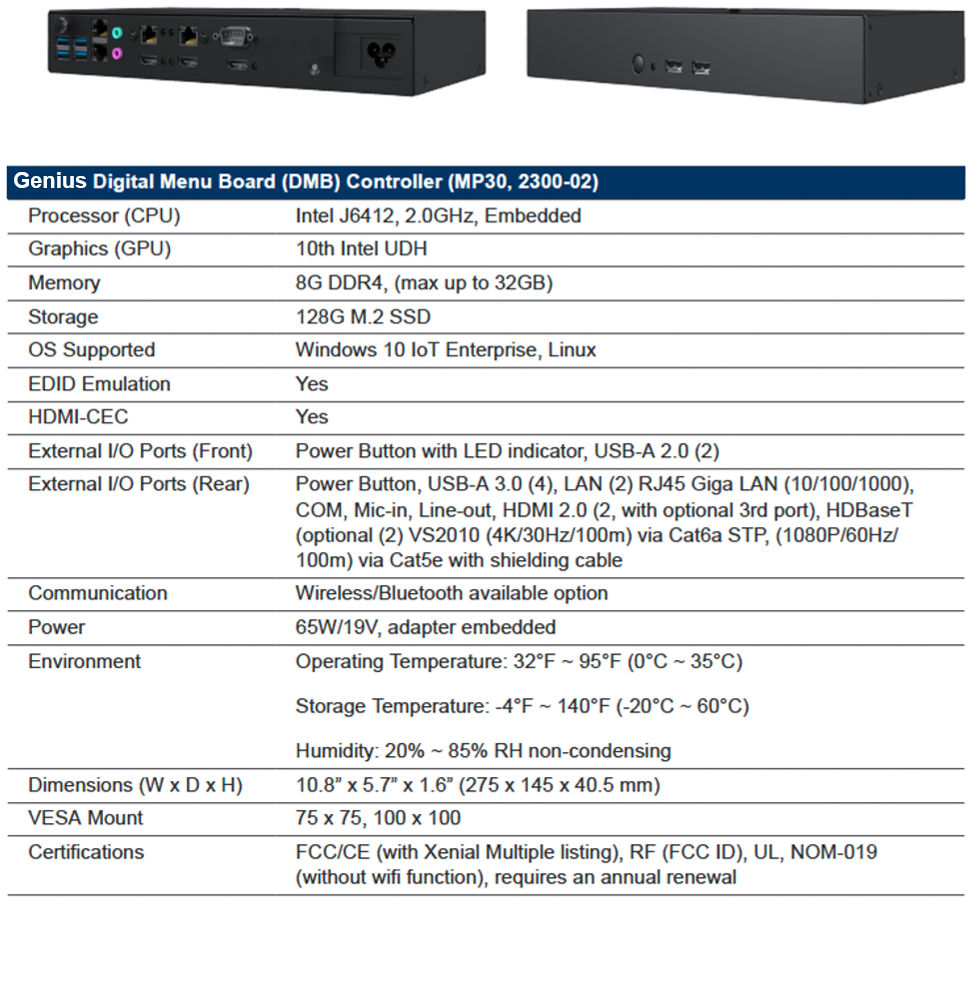 Genius Digital Menu Board (DMB) Controller (MP30, 2300-02)
Processor (CPU) Intel J6412, 2.0GHz, Embedded
Graphics (GPU) 10th Intel UDH
Memory 8G DDR4, (max up to 32GB)
Storage 128G M.2 SSD
OS Supported Windows 10 IoT Enterprise, Linux
EDID Emulation Yes
HDMI-CEC Yes
External I/O Ports (Front) Power Button with LED indicator, USB-A 2.0 (2)
External I/O Ports (Rear) Power Button, USB-A 3.0 (4), LAN (2) RJ45 Giga LAN (10/100/1000),
COM, Mic-in, Line-out, HDMI 2.0 (2, with optional 3rd port), HDBaseT
(optional (2) VS2010 (4K/30Hz/100m) via Cat6a STP, (1080P/60Hz/
100m) via Cat5e with shielding cable
Communication Wireless/Bluetooth available option
Power 65W/19V, adapter embedded
Environment Operating Temperature: 32°F ~ 95°F (0°C ~ 35°C)
Storage Temperature: -4°F ~ 140°F (-20°C ~ 60°C)
Humidity: 20% ~ 85% RH non-condensing
Dimensions (W x D x H) 10.8” x 5.7” x 1.6” (275 x 145 x 40.5 mm)
VESA Mount 75 x 75, 100 x 100
Certifications FCC/CE (with Xenial Multiple listing), RF (FCC ID), UL, NOM-019
(without wifi function), requires an annual renewal